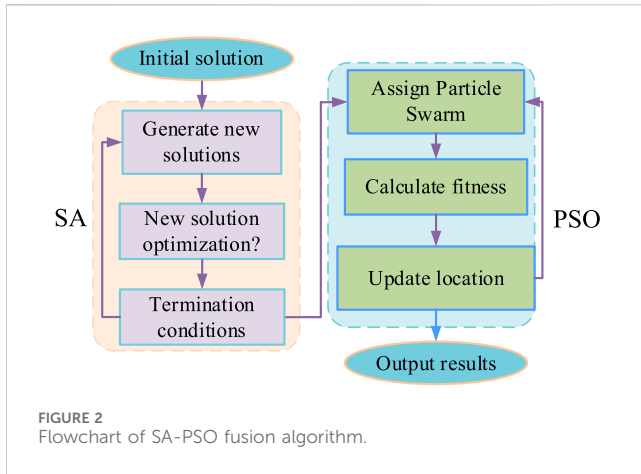 Initial solution
Generate new
solutions
SA
New solution
optimization?
Termination
conditions
Assign Particle
Swarm
Calculate fitness
PSO
Update location
Output results
FIGURE 2
Flowchart of SA-PSO fusion algorithm.